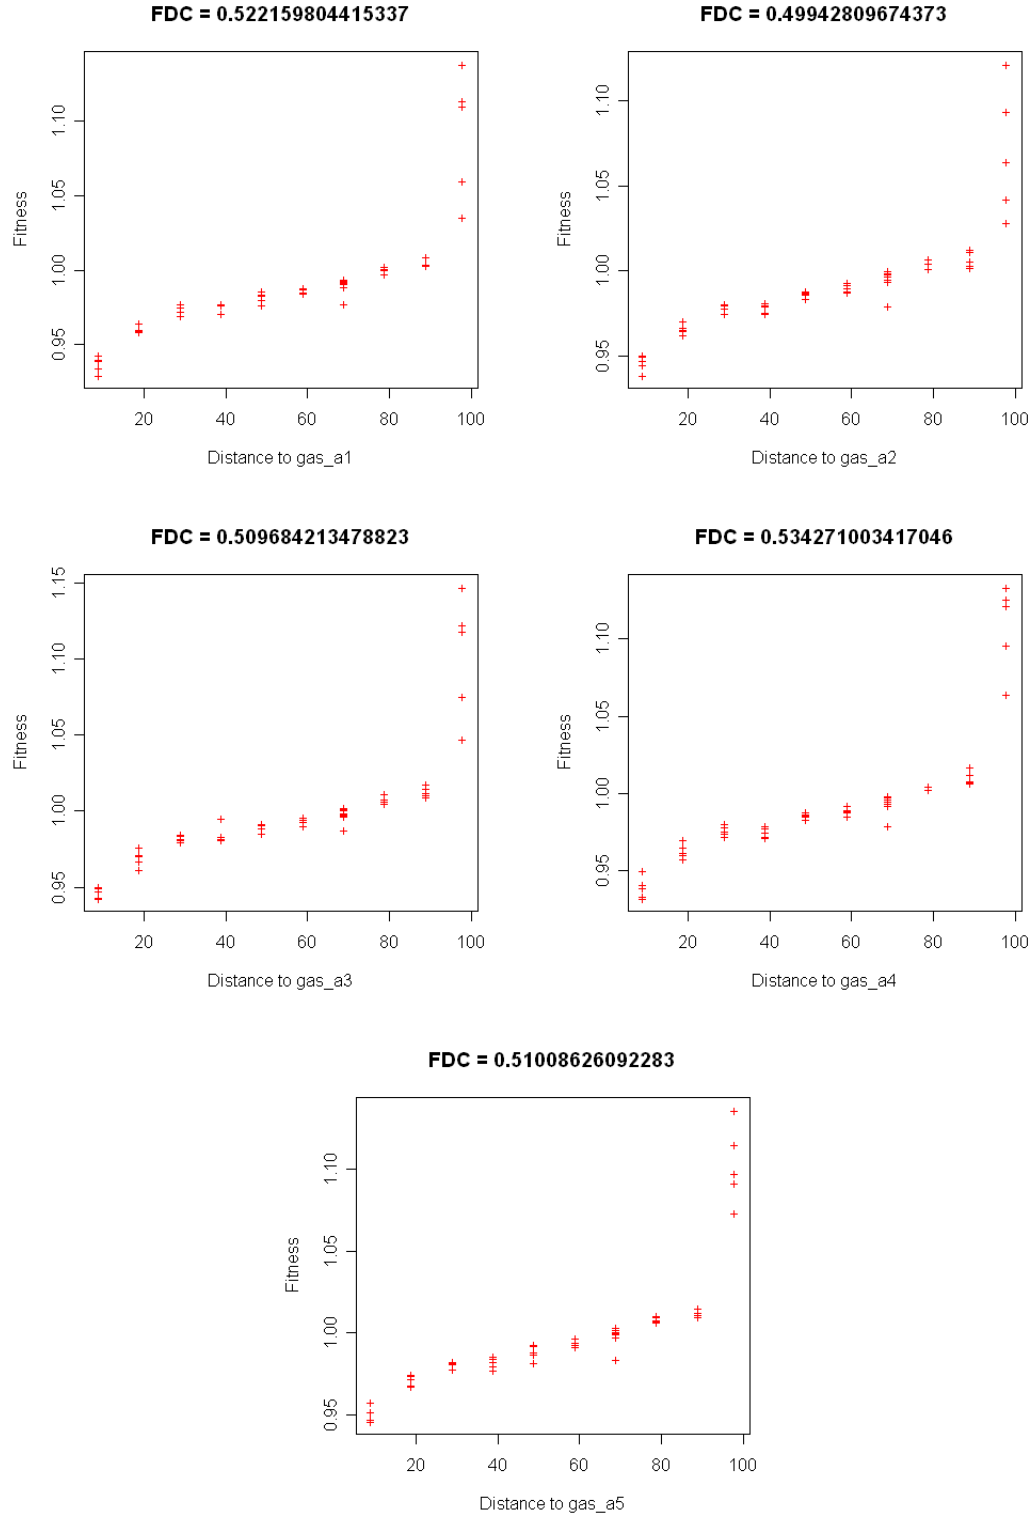 FDC = 0.522159804415337
Fitness
1.10
1.05
1.00
0.95
20 40 60 80 100
Distance to gas_a1
FDC = 0.49942809674373
Fitness
1.10
1.05
1.00
0.95
20 40 60 80 100
Distance to gas_a2
FDC = 0.509684213478823
Fitness
1.15
1.10
1.05
1.00
0.95
20 40 60 80 100
Distance to gas_a3
FDC = 0.534271003417046
Fitness
1.10
1.05
1.00
0.95
20 40 60 80 100
Distance to gas_a4
FDC = 0.51008626092283
Fitness
1.10
1.05
1.00
0.95
20 40 60 80 100
Distance to gas_a5